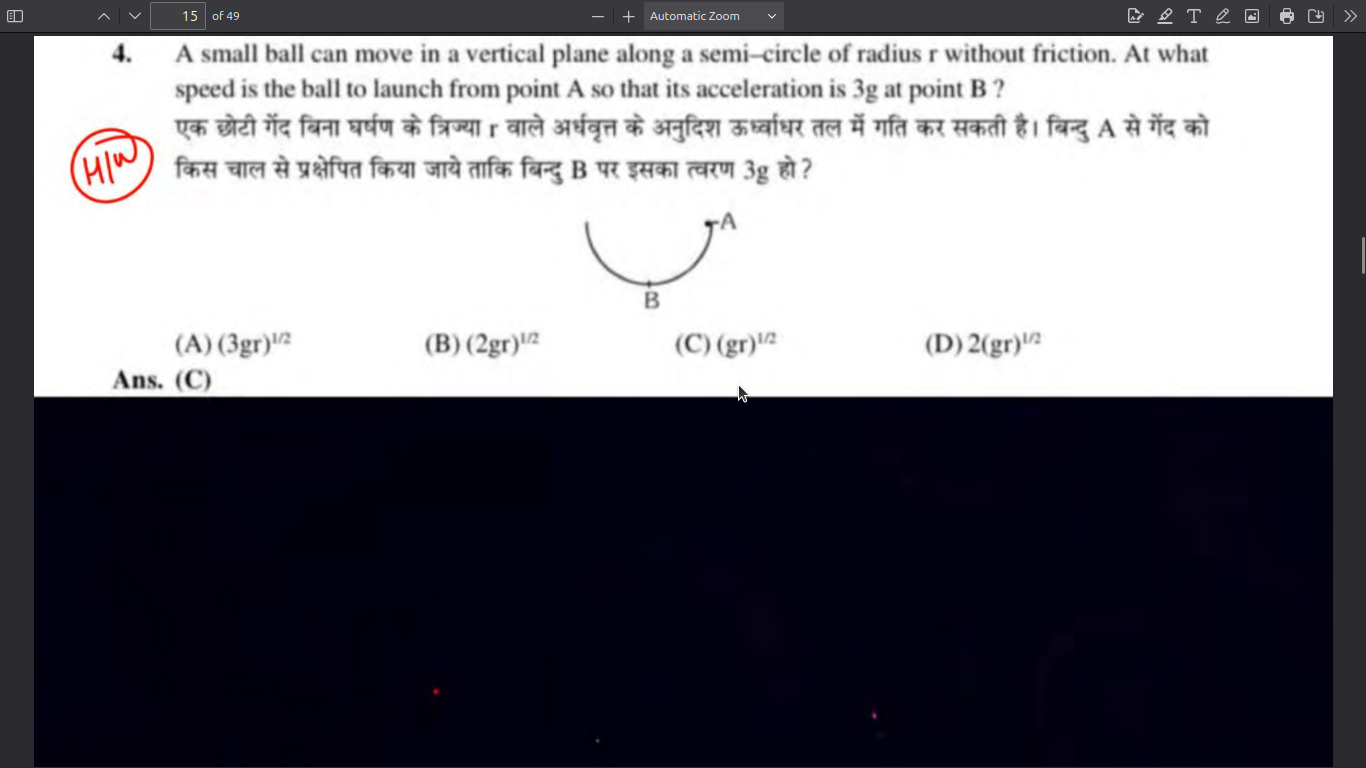 15 of 49 Automatic Zoom
4. A small ball can move in a vertical plane along a semi–circle of radius r without friction. At what
speed is the ball to launch from point A so that its acceleration is 3g at point B ?
एक छोटी गेंद बिना घर्षण के त्रिज्या r वाले अर्धवृत्त के अनुदिश ऊर्ध्वाधर तल में गति कर सकती है। बिन्दु A से गेंद को
H/W
किस चाल से प्रक्षेपित किया जाये ताकि बिन्दु B पर इसका त्वरण 3g हो ?
A
B
(A) (3gr)^1/2 (B) (2gr)^1/2 (C) (gr)^1/2 (D) 2(gr)^1/2
Ans. (C)